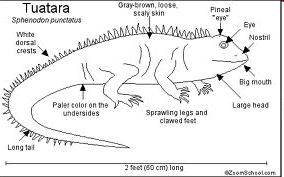 Tuatara
Sphenodon punctatus
Gray-brown, loose,
scaly skin
Pineal
"eye"
Eye
Nostril
White
dorsal
crests
Big mouth
Large head
Paler color on the
undersides
Sprawling legs and
clawed feet
Long tail
2 feet (60 cm) long
©ZoomSchool.com